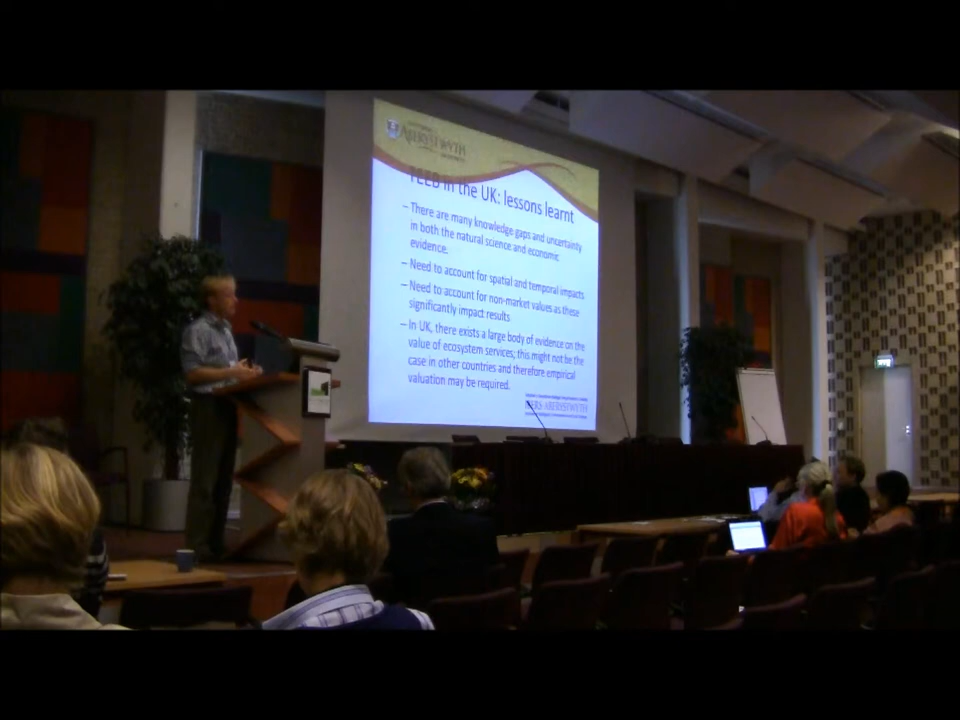 ABERYSTWYTH
TEEB in the UK: lessons learnt
– There are many knowledge gaps and uncertainty
in both the natural science and economic
evidence.
– Need to account for spatial and temporal impacts
– Need to account for non-market values as these
significantly impact results
– In UK, there exists a large body of evidence on the
value of ecosystem services; this might not be the
case in other countries and therefore empirical
valuation may be required.
IBERS ABERYSTWYTH